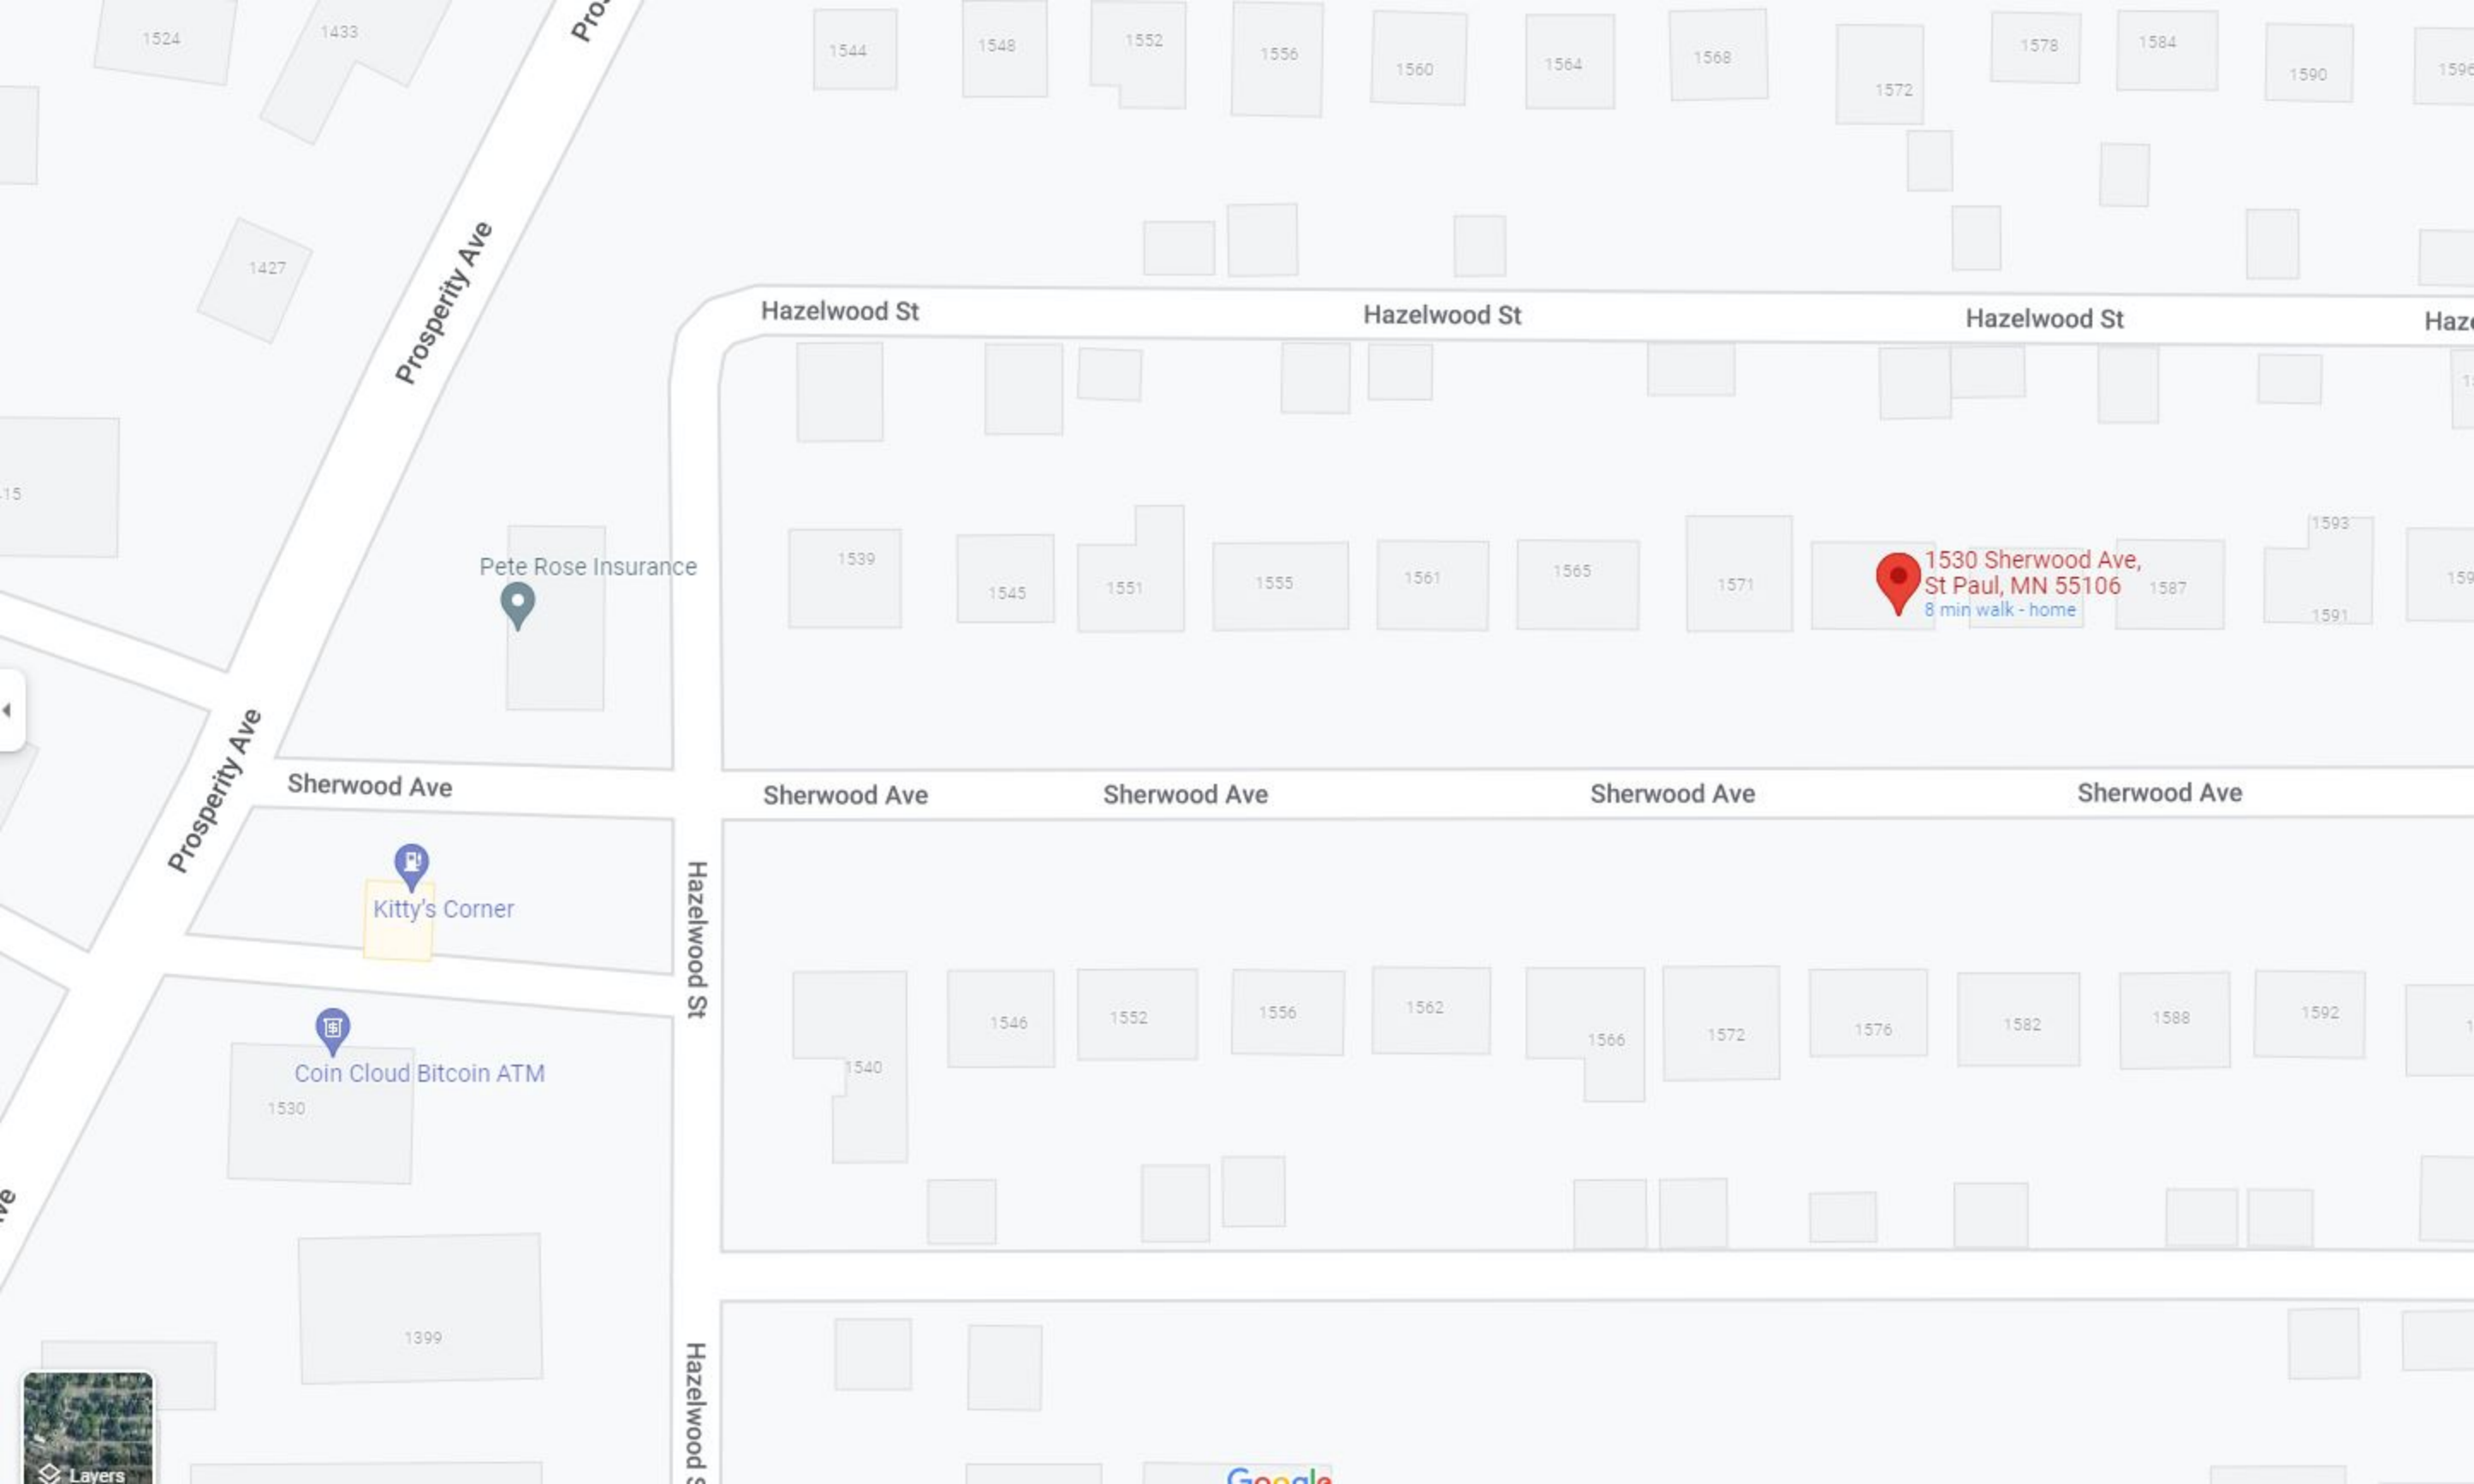 1524
1433
1544
1548
1552
1556
1560
1564
1568
1572
1578
1584
1590
1596
1427
Prosperity Ave
Hazelwood St
Hazelwood St
Hazelwood St
15
Pete Rose Insurance
1539
1545
1551
1555
1561
1565
1571
1530 Sherwood Ave,
St Paul, MN 55106
8 min walk - home
1587
1593
1591
Prosperity Ave
Sherwood Ave
Sherwood Ave
Sherwood Ave
Sherwood Ave
Sherwood Ave
Kitty's Corner
Hazelwood St
Coin Cloud Bitcoin ATM
1530
1540
1546
1552
1556
1562
1566
1572
1576
1582
1588
1592
1399
Hazelwood S
Layers
Google